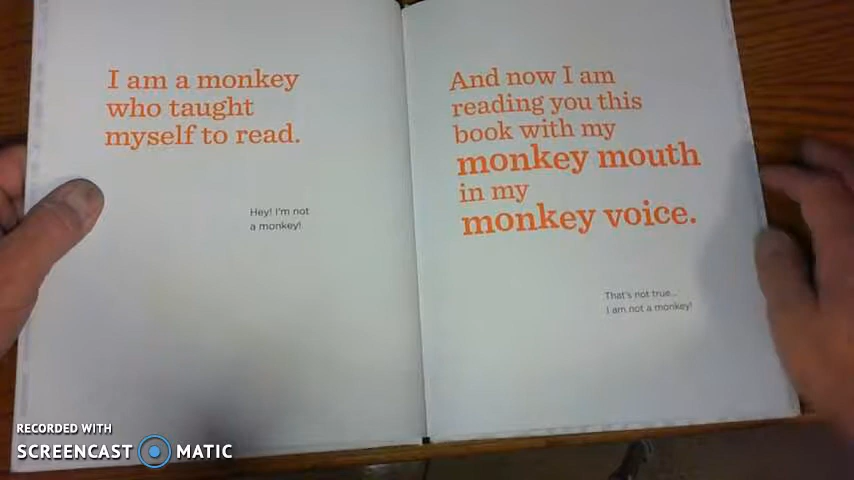 I am a monkey
who taught
myself to read.
Hey! I'm not
a monkey!
And now I am
reading you this
book with my
monkey mouth
in my
monkey voice.
That's not true...
I am not a monkey!
RECORDED WITH
SCREENCAST MATIC